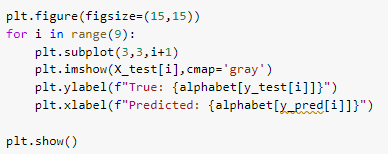 plt.figure(figsize=(15,15))
for i in range(9):
    plt.subplot(3,3,i+1)
    plt.imshow(X_test[i],cmap='gray')
    plt.ylabel(f"True: {alphabet[y_test[i]]}")
    plt.xlabel(f"Predicted: {alphabet[y_pred[i]]}")
plt.show()